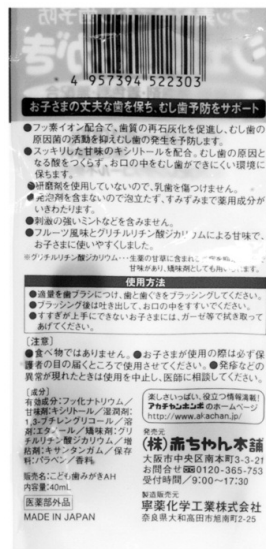 4 957394 522303
お子さまの丈夫な歯を保ち、むし歯予防をサポート
●フッ素イオン配合で、歯質の再石灰化を促進し、むし歯の
原因菌の活動を抑えむし歯の発生を予防します。
●スッキリした甘味のキシリトールを配合。むし歯の原因と
なる酸をつくらず、お口の中をむし歯ができにくい環境に
保ちます。
●研磨剤を使用していないので、乳歯を傷つけません。
●発泡剤を含まないので泡立たず、すみずみまで薬用成分が
いきわたります。
●刺激の強いミントなどを含みません。
●フルーツ風味とグリチルリチン酸ジカリウムによる甘味で、
お子さまに使いやすくしました。
※グリチルリチン酸ジカリウム・・・生薬の甘草に含まれ
甘味があり、矯味剤としても用
使用方法
●適量を歯ブラシにつけ、歯と歯ぐきをブラッシングしてください。
●ブラッシング後は吐き出して、お口の中をすすいでください。
●すすぎが上手にできないお子さまには、ガーゼ等で拭き取って
あげてください。
〔注意〕
●食べ物ではありません。●お子さまが使用の際は必ず保
護者の目の届くところで使用させてください。●発疹などの
異常が現れたときは使用を中止し、医師に相談してください。
〔成分〕
有効成分：フッ化ナトリウム／
甘味剤：キシリトール／湿潤剤：
1,3-ブチレングリコール／溶
剤：エタノール／矯味剤：グリ
チルリチン酸ジカリウム／増
粘剤：キサンタンガム／保存
料：パラベン／香料
販売名：こども歯みがきAH
内容量：40mL
医薬部外品
MADE IN JAPAN
楽しさいっぱい、役立つ情報満載！
アカチャンホンポのホームページ
http://www.akachan.jp/
発売元
(株)赤ちゃん本舗
大阪市中央区南本町3-3-21
お問合せ 0120-365-753
受付時間／9:00～17:30
製造販売元
寧薬化学工業株式会社
奈良県大和高田市旭南町2-25